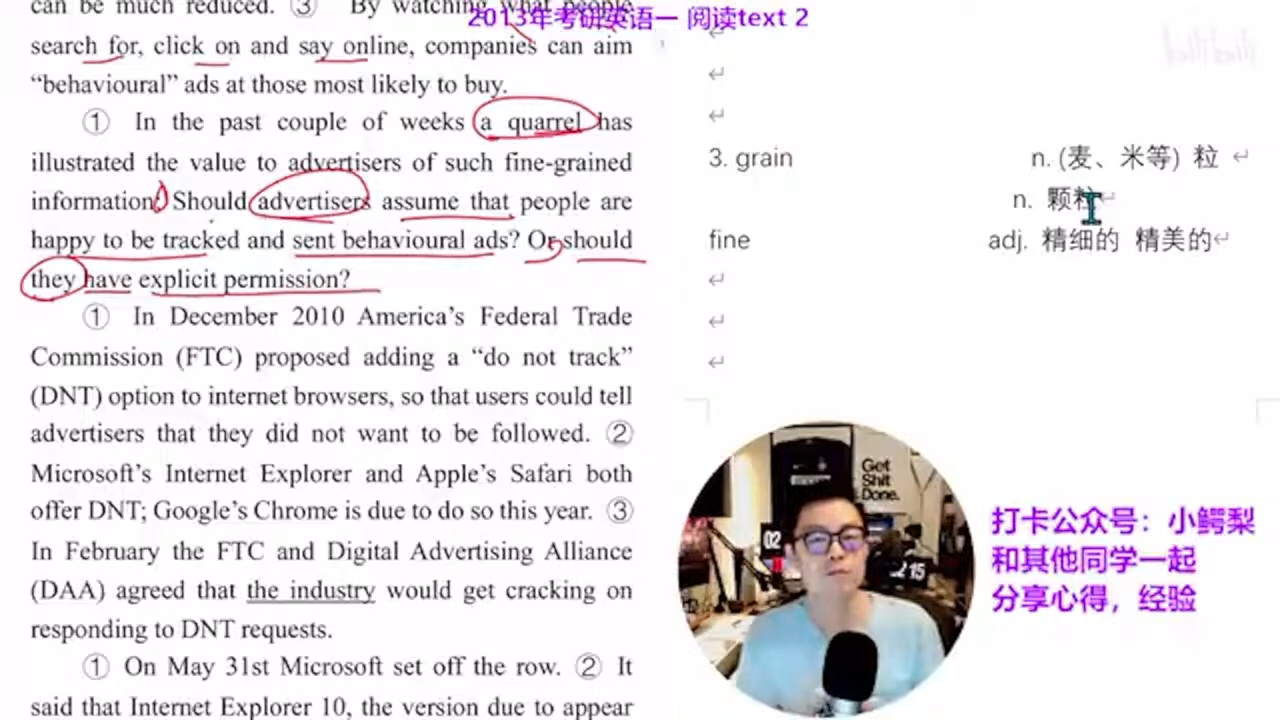 2013年考研英语一 阅读text 2
can be much reduced. ③ By watching what people
search for, click on and say online, companies can aim
“behavioural” ads at those most likely to buy.
① In the past couple of weeks a quarrel has
illustrated the value to advertisers of such fine-grained
information: Should advertisers assume that people are
happy to be tracked and sent behavioural ads? Or should
they have explicit permission?
① In December 2010 America’s Federal Trade
Commission (FTC) proposed adding a “do not track”
(DNT) option to internet browsers, so that users could tell
advertisers that they did not want to be followed. ②
Microsoft’s Internet Explorer and Apple’s Safari both
offer DNT; Google’s Chrome is due to do so this year. ③
In February the FTC and Digital Advertising Alliance
(DAA) agreed that the industry would get cracking on
responding to DNT requests.
① On May 31st Microsoft set off the row. ② It
said that Internet Explorer 10, the version due to appear
bilibili
3. grain n. (麦、米等) 粒
n. 颗粒
fine adj. 精细的 精美的
Get
Shit
Done.
02
15
打卡公众号：小鳄梨
和其他同学一起
分享心得，经验